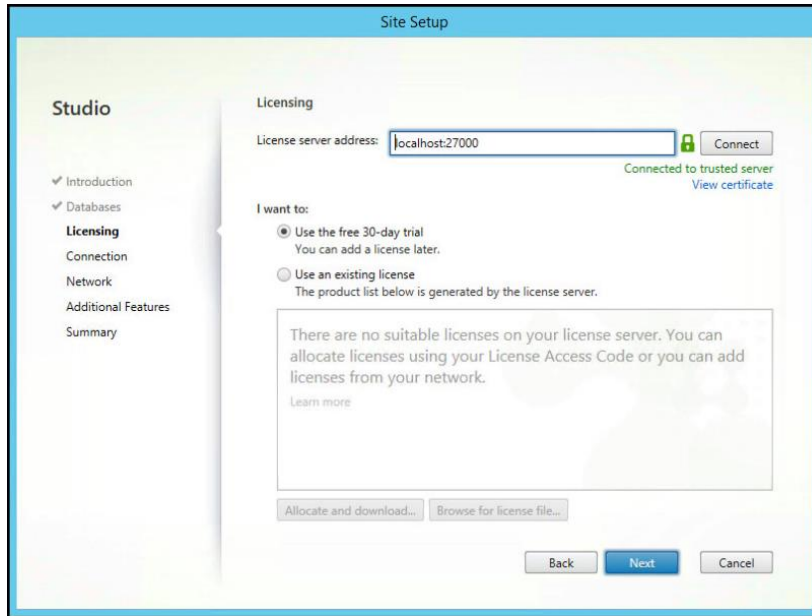 Site Setup
Studio
Introduction
Databases
Licensing
Connection
Network
Additional Features
Summary
Licensing
License server address:
localhost:27000
Connect
Connected to trusted server
View certificate
I want to:
Use the free 30-day trial
You can add a license later.
Use an existing license
The product list below is generated by the license server.
There are no suitable licenses on your license server. You can
allocate licenses using your License Access Code or you can add
licenses from your network.
Learn more
Allocate and download...
Browse for license file...
Back
Next
Cancel